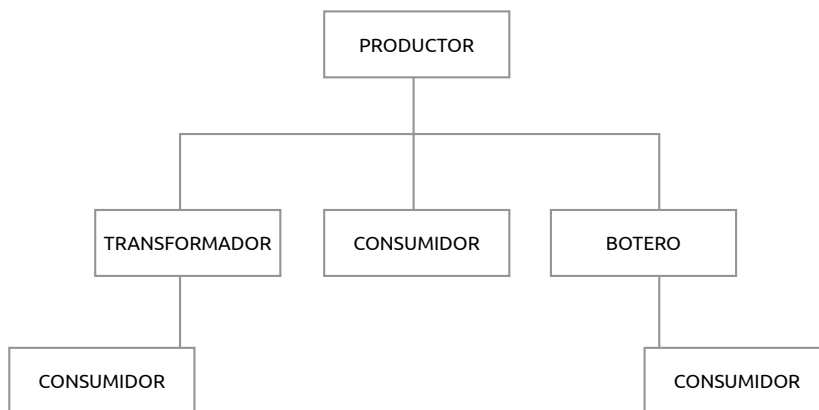 PRODUCTOR
TRANSFORMADOR
CONSUMIDOR
BOTERO
CONSUMIDOR
CONSUMIDOR